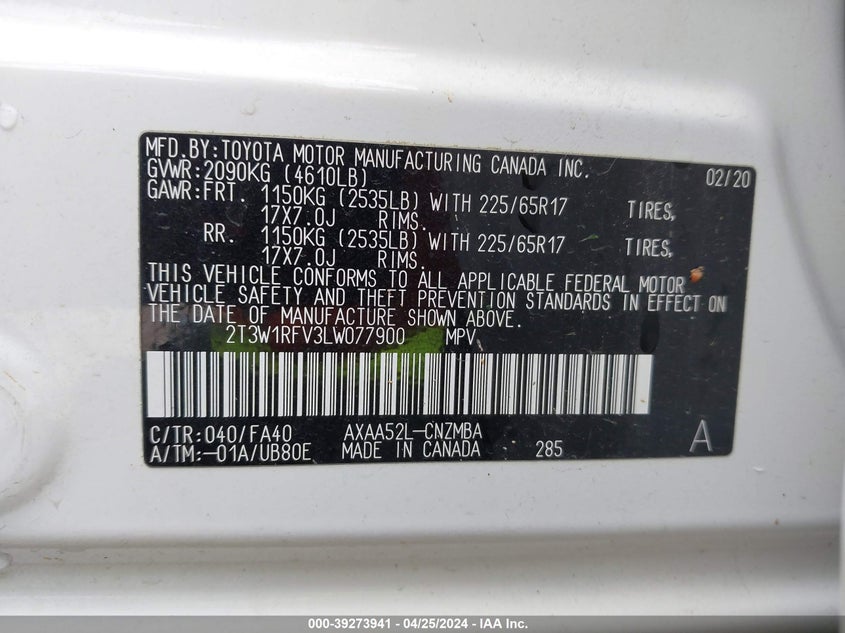 MFD.BY:TOYOTA MOTOR MANUFACTURING CANADA INC.
GVWR:2090KG (4610LB) 02/20
GAWR:FRT. 1150KG (2535LB) WITH 225/65R17 TIRES,
17X7.0J RIMS.
RR. 1150KG (2535LB) WITH 225/65R17 TIRES,
17X7.0J RIMS.
THIS VEHICLE CONFORMS TO ALL APPLICABLE FEDERAL MOTOR
VEHICLE SAFETY AND THEFT PREVENTION STANDARDS IN EFFECT ON
THE DATE OF MANUFACTURE SHOWN ABOVE.
2T3W1RFV3LW077900 MPV
C/TR:040/FA40 AXAA52L-CNZMBA
A/TM:-01A/UB80E MADE IN CANADA 285 A
000-39273941 - 04/25/2024 - Copyright IAA, Inc.